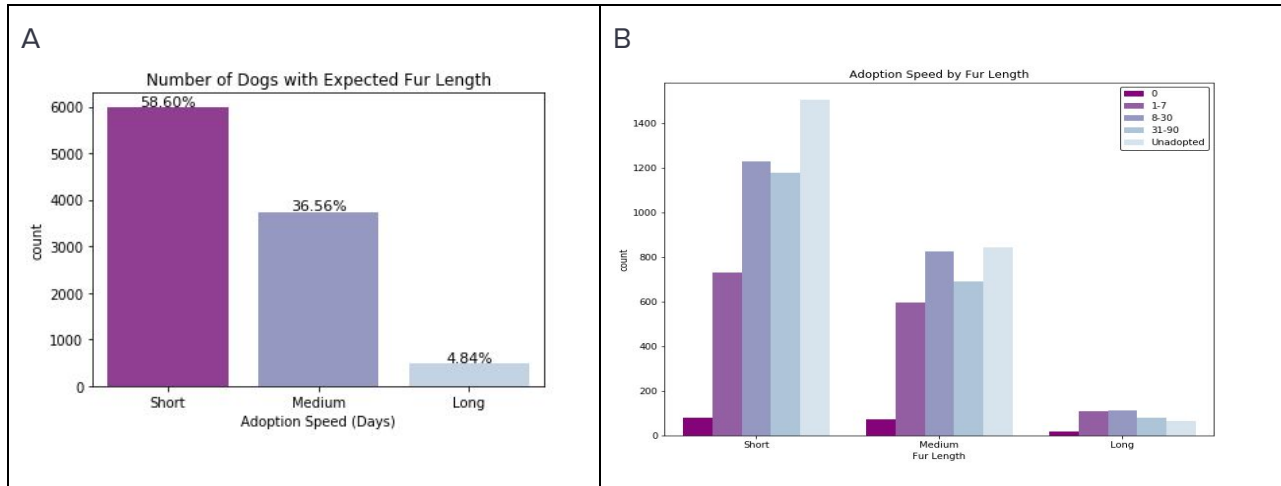 A
Number of Dogs with Expected Fur Length
58.60%
36.56%
4.84%
6000
5000
4000
3000
2000
1000
0
count
Short Medium Long
Adoption Speed (Days)
B
Adoption Speed by Fur Length
0
1-7
8-30
31-90
Unadopted
1400
1200
1000
800
600
400
200
0
count
Short Medium Long
Fur Length